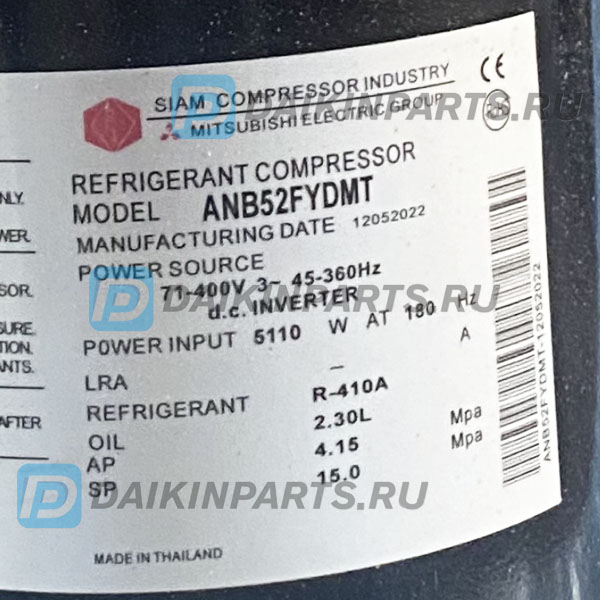 SIAM COMPRESSOR INDUSTRY
MITSUBISHI ELECTRIC GROUP
CE
DAIKINPARTS.RU
REFRIGERANT COMPRESSOR
MODEL ANB52FYDMT
MANUFACTURING DATE 12052022
POWER SOURCE
71-400V 3~ 45-360Hz
d.c. INVERTER
DAIKINPARTS.RU
POWER INPUT 5110 W AT 180 Hz
LRA – A
REFRIGERANT R-410A
OIL 2.30L
AP 4.15 Mpa
SP 15.0 Mpa
DAIKINPARTS.RU
MADE IN THAILAND
ANB52FYDMT-12052022
NLY.
WER.
SOR.
SURE.
TION.
ANTS.
AFTER